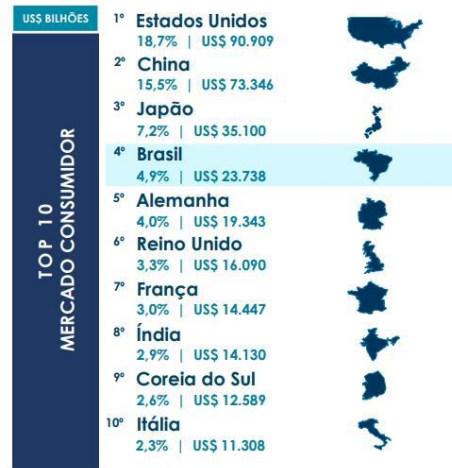 US$ BILHÕES
TOP 10
MERCADO CONSUMIDOR
1º Estados Unidos
18,7% | US$ 90.909
2º China
15,5% | US$ 73.346
3º Japão
7,2% | US$ 35.100
4º Brasil
4,9% | US$ 23.738
5º Alemanha
4,0% | US$ 19.343
6º Reino Unido
3,3% | US$ 16.090
7º França
3,0% | US$ 14.447
8º Índia
2,9% | US$ 14.130
9º Coreia do Sul
2,6% | US$ 12.589
10º Itália
2,3% | US$ 11.308